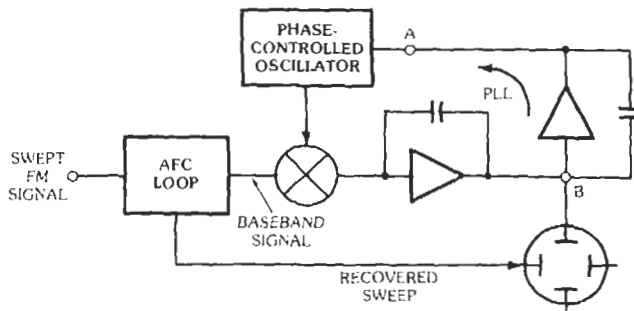 PHASE-
CONTROLLED
OSCILLATOR
A
PLL
SWEPT
FM
SIGNAL
AFC
LOOP
BASEBAND
SIGNAL
B
RECOVERED
SWEEP